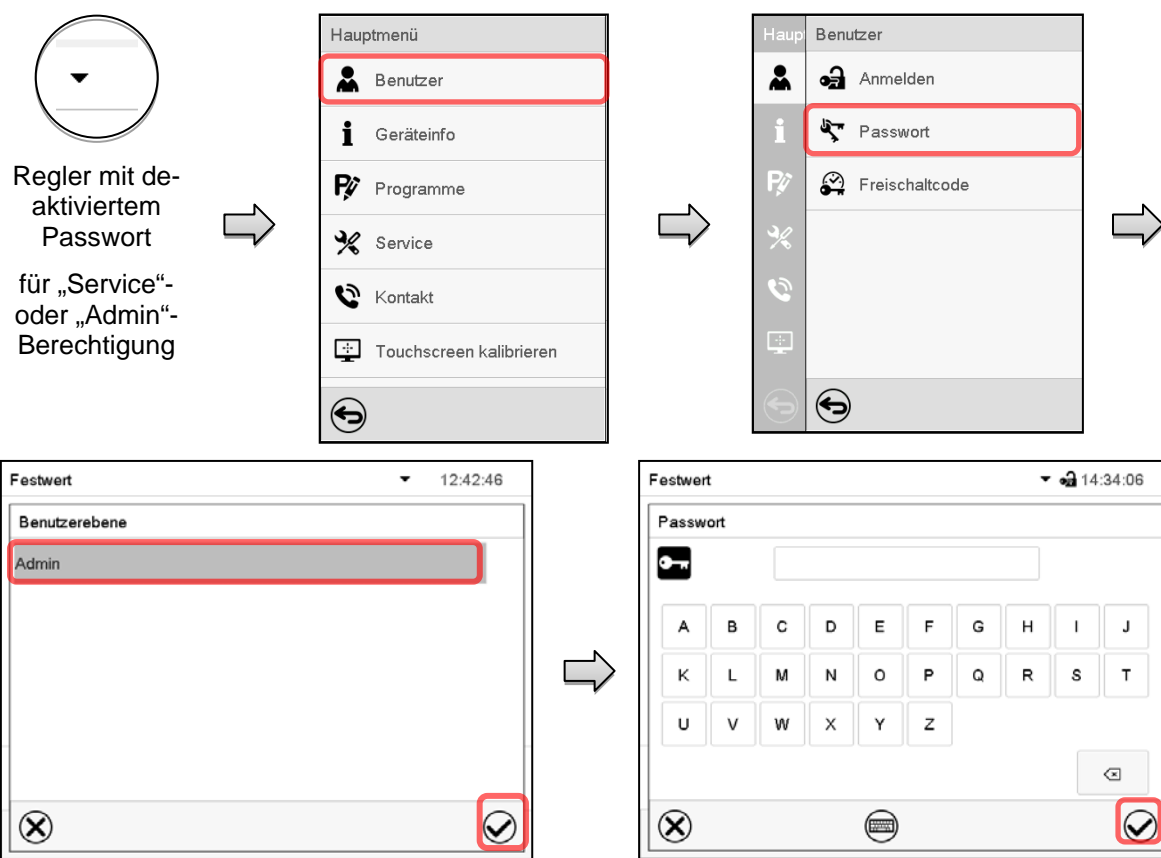 Regler mit de-
aktiviertem
Passwort
für „Service“-
oder „Admin“-
Berechtigung
Hauptmenü
Benutzer
Geräteinfo
Programme
Service
Kontakt
Touchscreen kalibrieren
Haupt
Benutzer
Anmelden
Passwort
Freischaltcode
Festwert 12:42:46
Benutzerebene
Admin
Festwert 14:34:06
Passwort
A B C D E F G H I J
K L M N O P Q R S T
U V W X Y Z